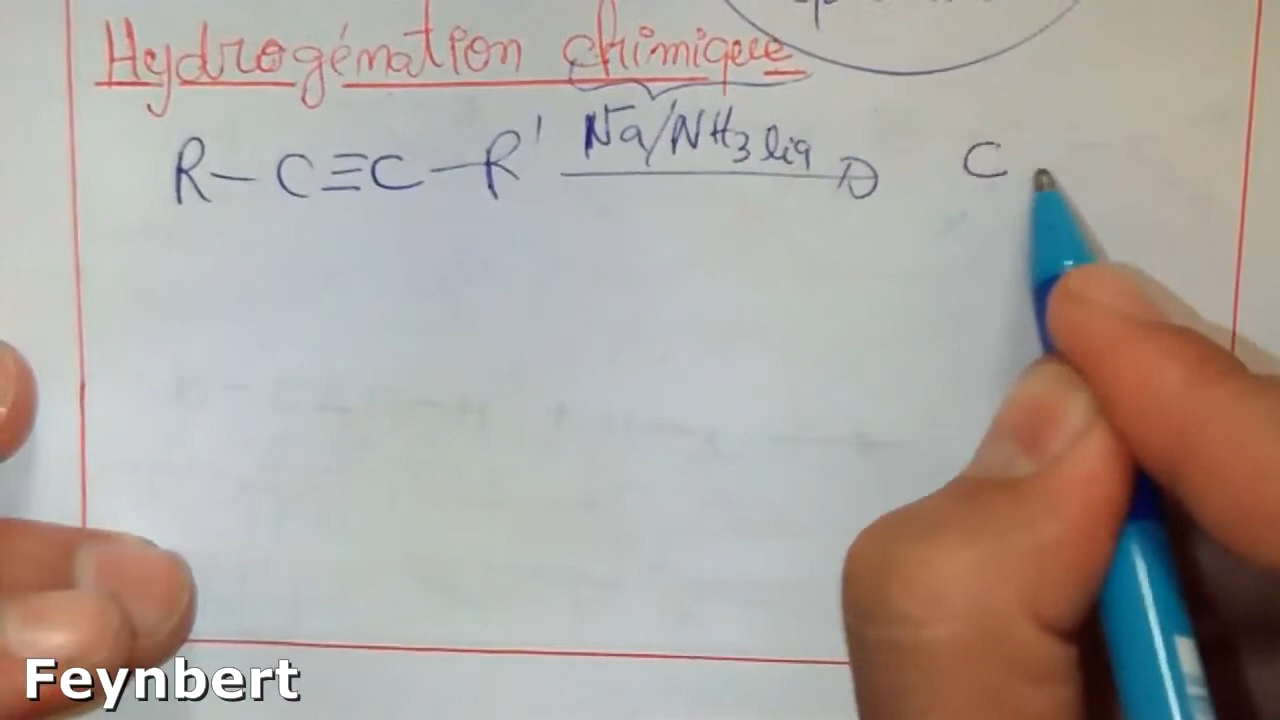 Hydrogénation chimique
R-C≡C-R' Na/NH3 liq → C
Feynbert